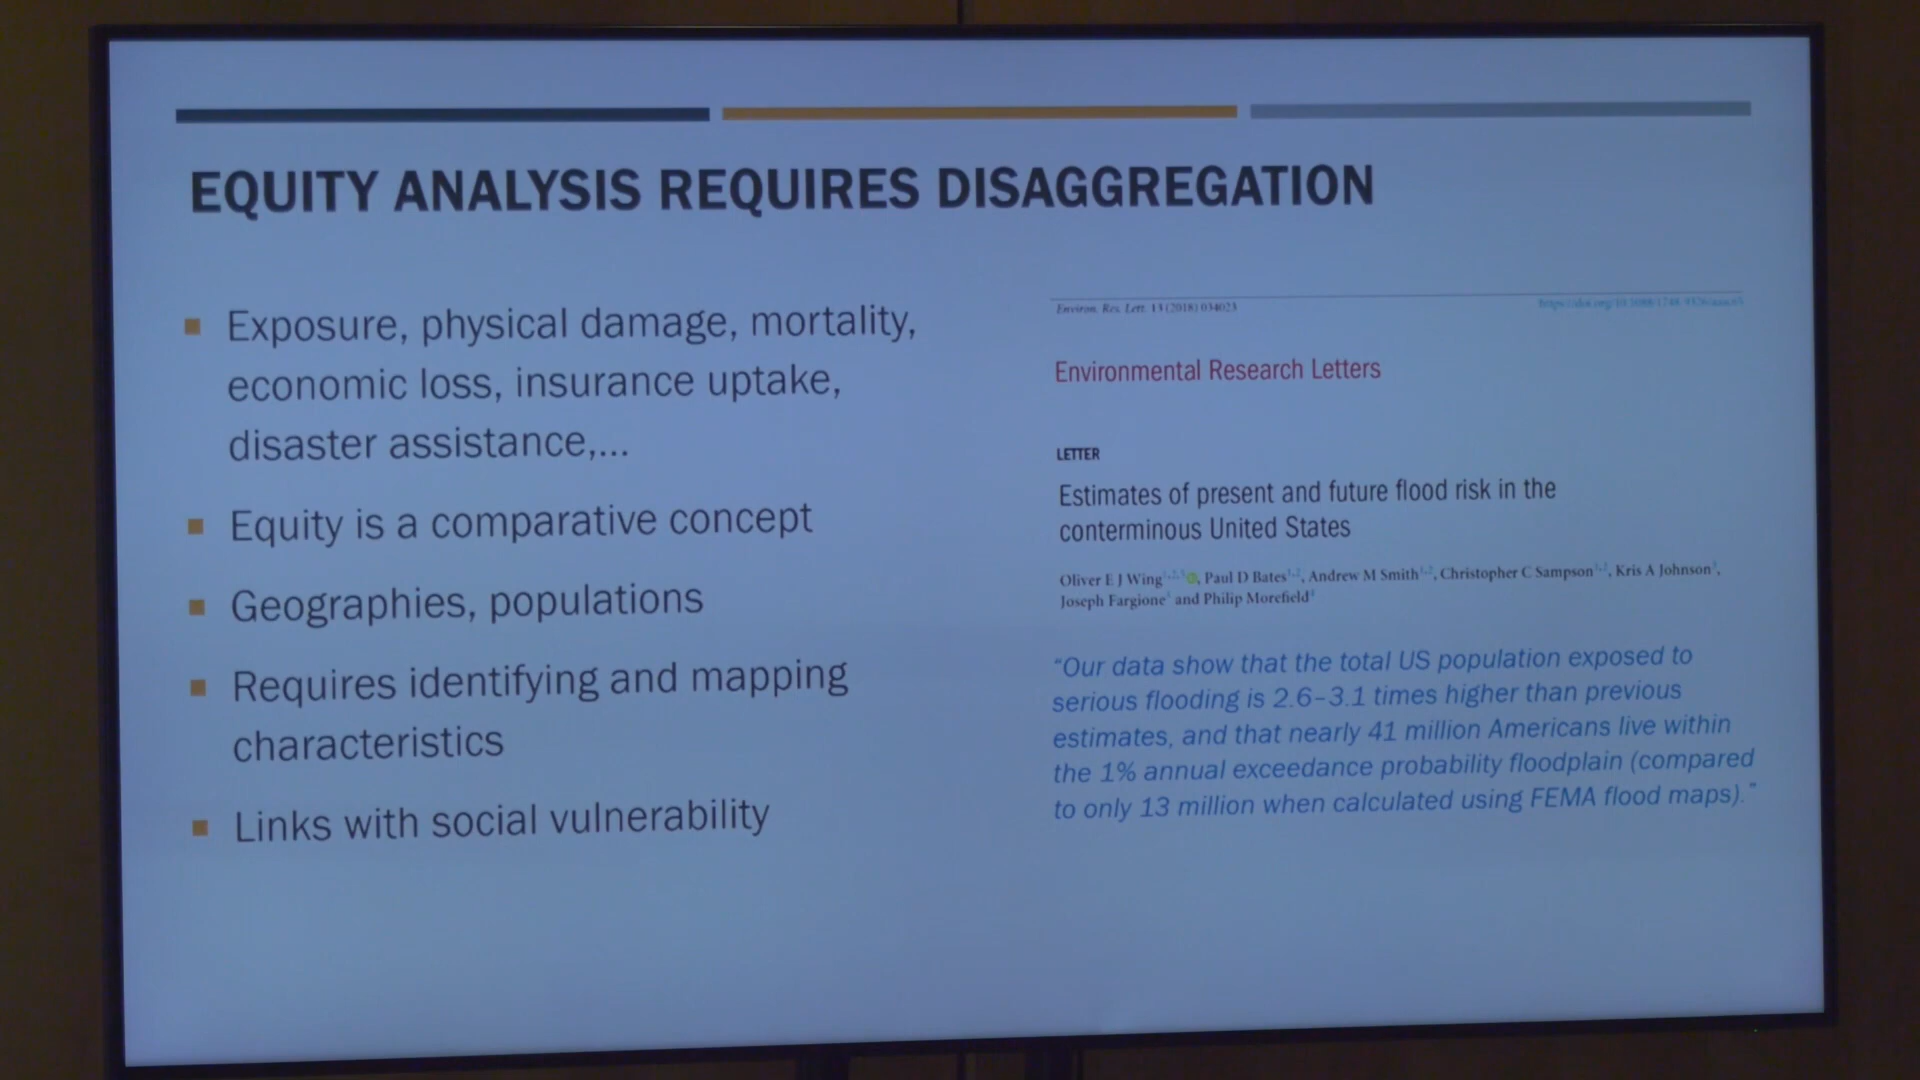 EQUITY ANALYSIS REQUIRES DISAGGREGATION
Exposure, physical damage, mortality,
economic loss, insurance uptake,
disaster assistance,...
Equity is a comparative concept
Geographies, populations
Requires identifying and mapping
characteristics
Links with social vulnerability
Environ. Res. Lett. 13 (2018) 034023
Environmental Research Letters
LETTER
Estimates of present and future flood risk in the
conterminous United States
Oliver E J Wing, Paul D Bates, Andrew M Smith, Christopher C Sampson, Kris A Johnson,
Joseph Fargione and Philip Morefield
“Our data show that the total US population exposed to
serious flooding is 2.6–3.1 times higher than previous
estimates, and that nearly 41 million Americans live within
the 1% annual exceedance probability floodplain (compared
to only 13 million when calculated using FEMA flood maps).”